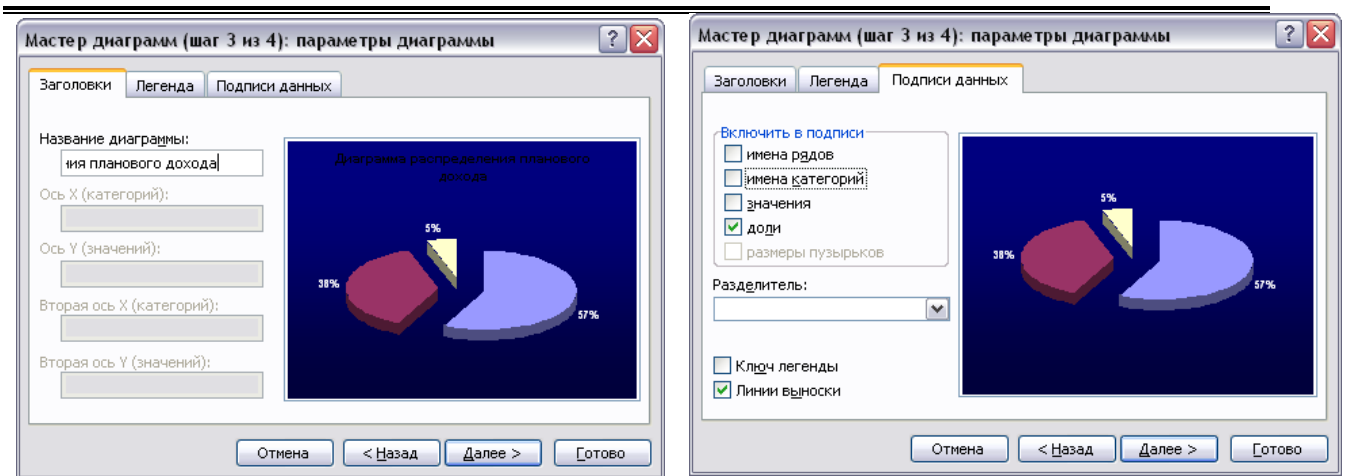 Мастер диаграмм (шаг 3 из 4): параметры диаграммы
Заголовки Легенда Подписи данных
Название диаграммы:
ния планового дохода
Ось X (категорий):
Ось Y (значений):
Вторая ось X (категорий):
Вторая ось Y (значений):
Диаграмма распределения планового
дохода
5%
38%
57%
Отмена < Назад Далее > Готово
Мастер диаграмм (шаг 3 из 4): параметры диаграммы
Заголовки Легенда Подписи данных
Включить в подписи
имена рядов
имена категорий
значения
доли
размеры пузырьков
Разделитель:
Ключ легенды
Линии выноски
5%
38%
57%
Отмена < Назад Далее > Готово